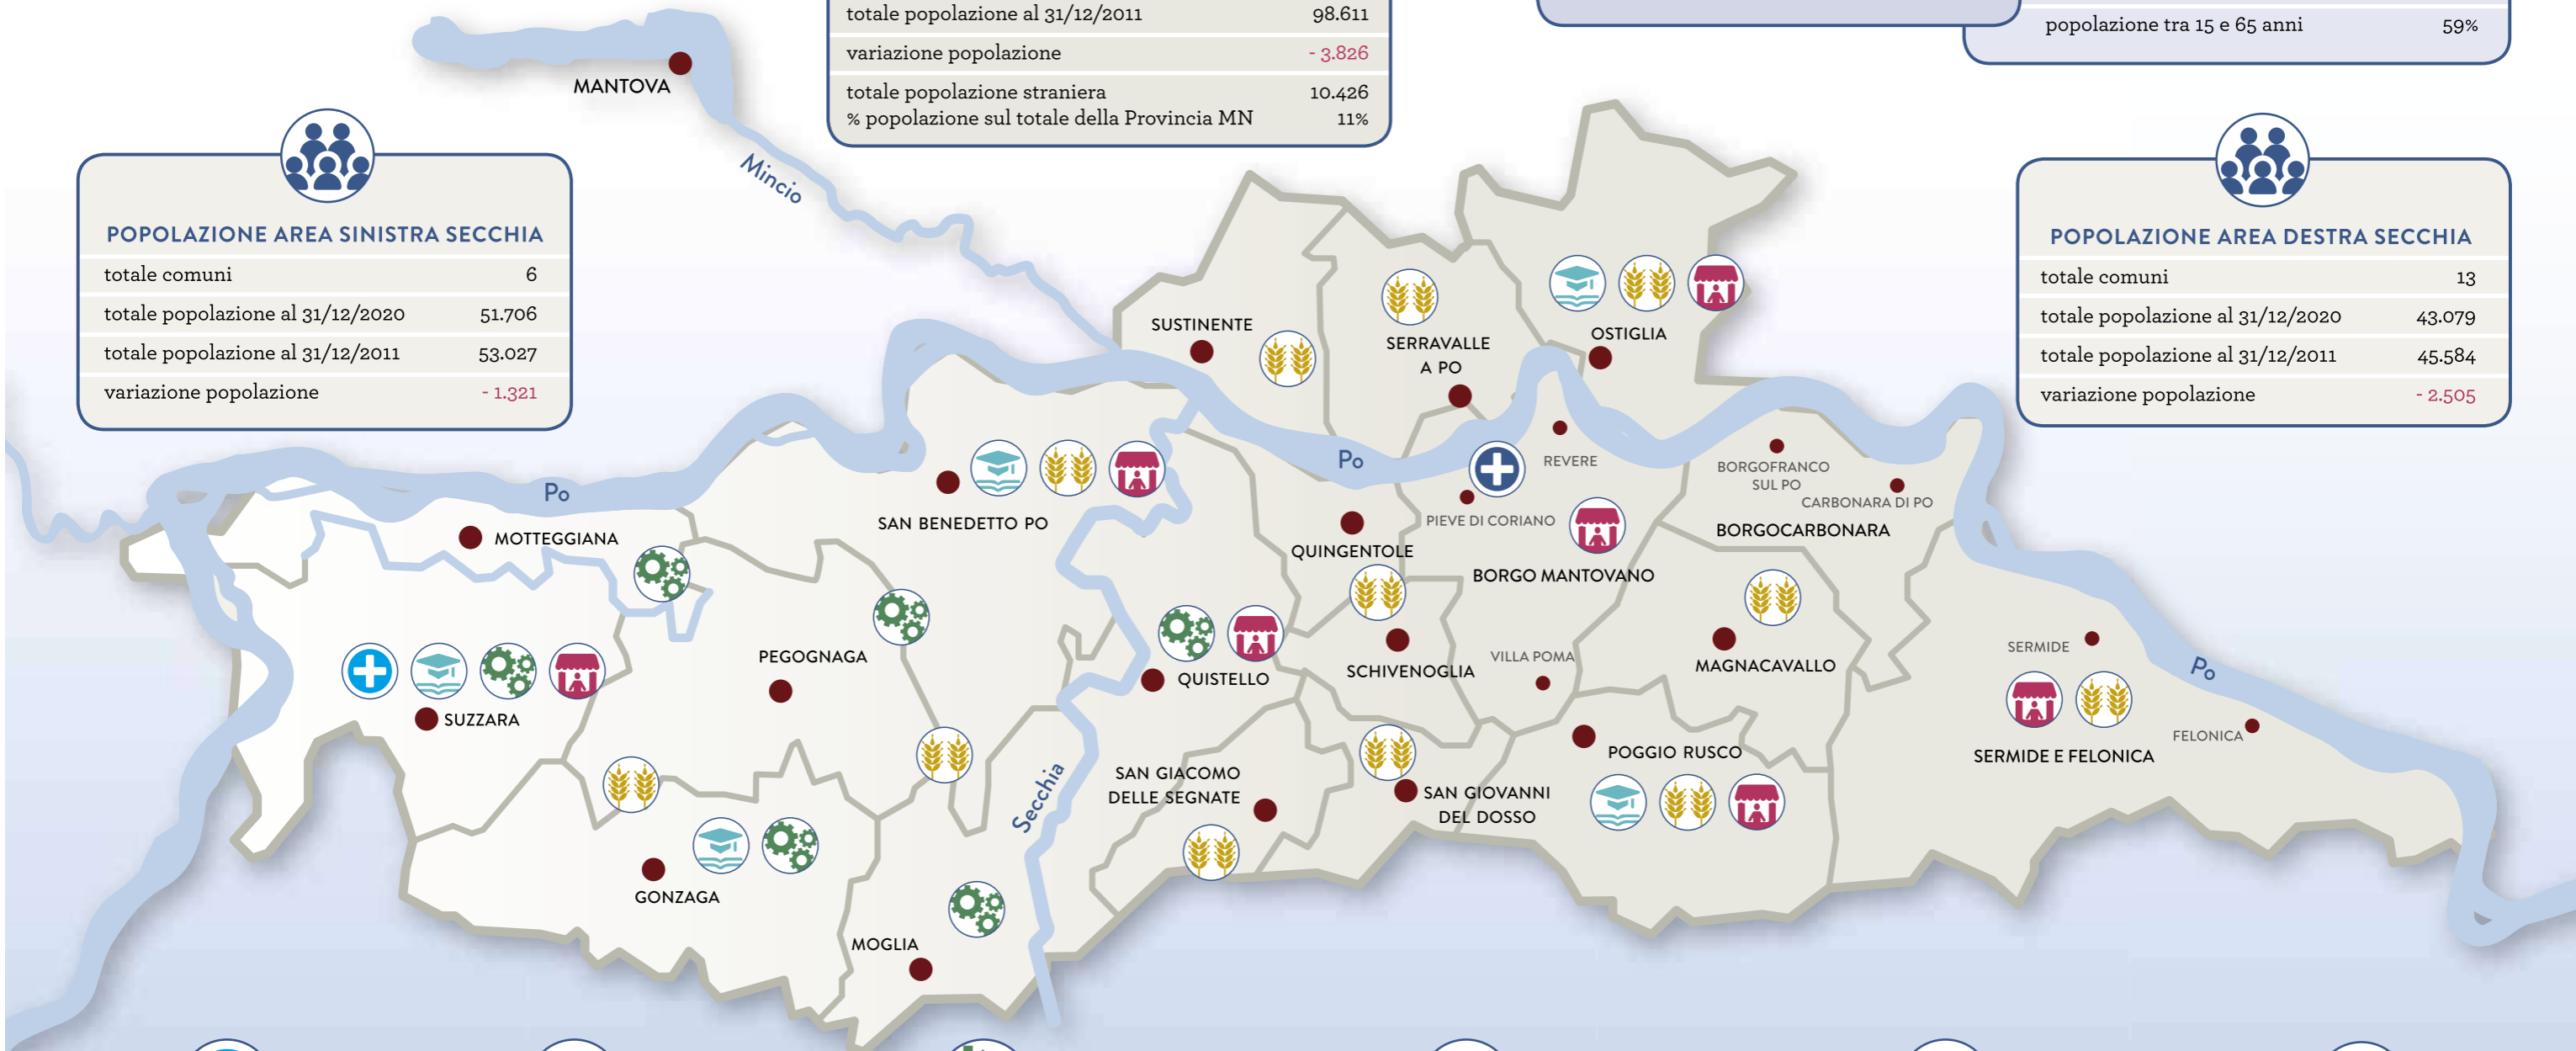 totale popolazione al 31/12/2011 98.611
variazione popolazione - 3.826
totale popolazione straniera 10.426
% popolazione sul totale della Provincia MN 11%
popolazione tra 15 e 65 anni 59%
MANTOVA
Mincio
POPOLAZIONE AREA SINISTRA SECCHIA
totale comuni 6
totale popolazione al 31/12/2020 51.706
totale popolazione al 31/12/2011 53.027
variazione popolazione - 1.321
POPOLAZIONE AREA DESTRA SECCHIA
totale comuni 13
totale popolazione al 31/12/2020 43.079
totale popolazione al 31/12/2011 45.584
variazione popolazione - 2.505
SUSTINENTE
SERRAVALLE
A PO
OSTIGLIA
Po
Po
REVERE
BORGOFRANCO
SUL PO
CARBONARA DI PO
BORGOCARBONARA
PIEVE DI CORIANO
SAN BENEDETTO PO
MOTTEGGIANA
QUINGENTOLE
BORGO MANTOVANO
PEGOGNAGA
SUZZARA
QUISTELLO
SCHIVENOGLIA
VILLA POMA
MAGNACAVALLO
SERMIDE
Po
FELONICA
SERMIDE E FELONICA
POGGIO RUSCO
SAN GIACOMO
DELLE SEGNATE
SAN GIOVANNI
DEL DOSSO
Secchia
GONZAGA
MOGLIA